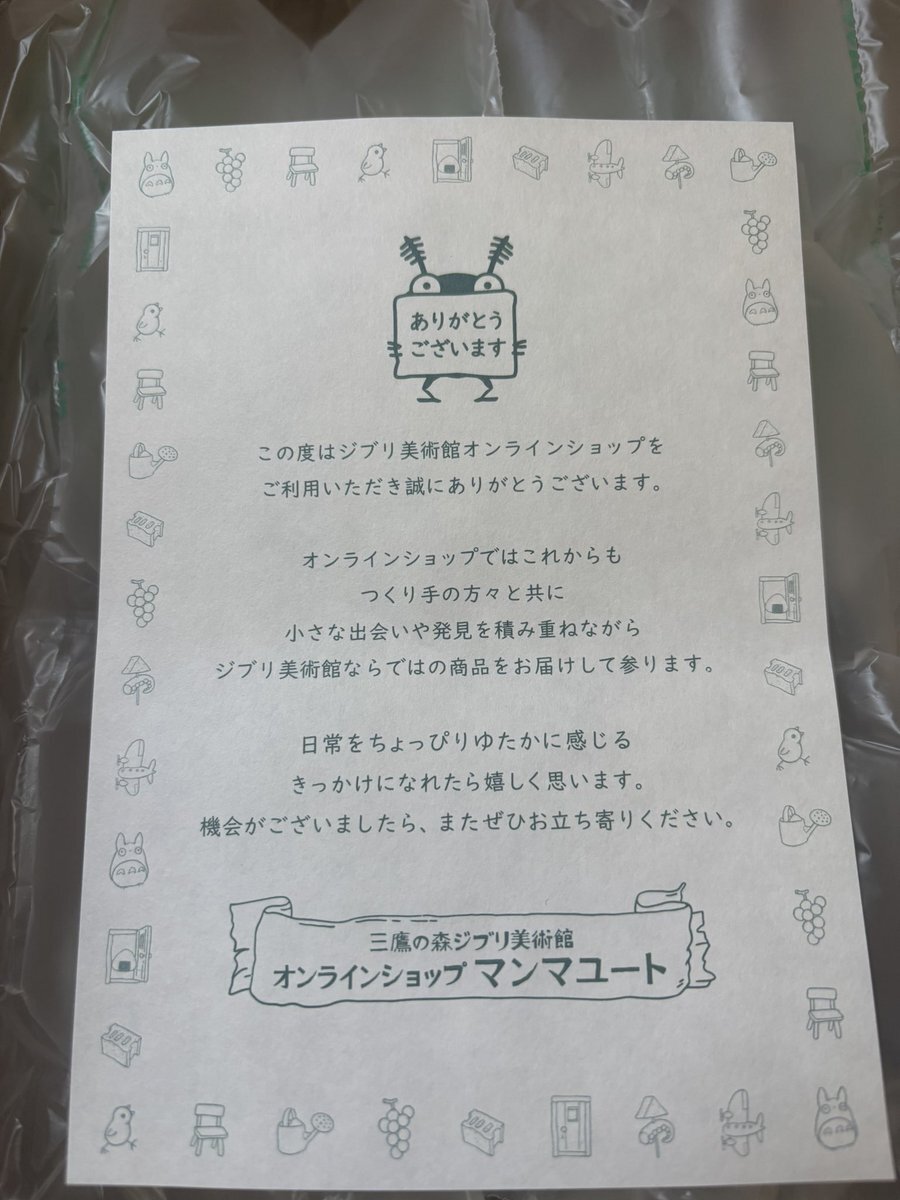 ありがとう
ございます
この度はジブリ美術館オンラインショップを
ご利用いただき誠にありがとうございます。
オンラインショップではこれからも
つくり手の方々と共に
小さな出会いや発見を積み重ねながら
ジブリ美術館ならではの商品をお届けして参ります。
日常をちょっぴりゆたかに感じる
きっかけになれたら嬉しく思います。
機会がございましたら、またぜひお立ち寄りください。
三鷹の森ジブリ美術館
オンラインショップ マンマユート